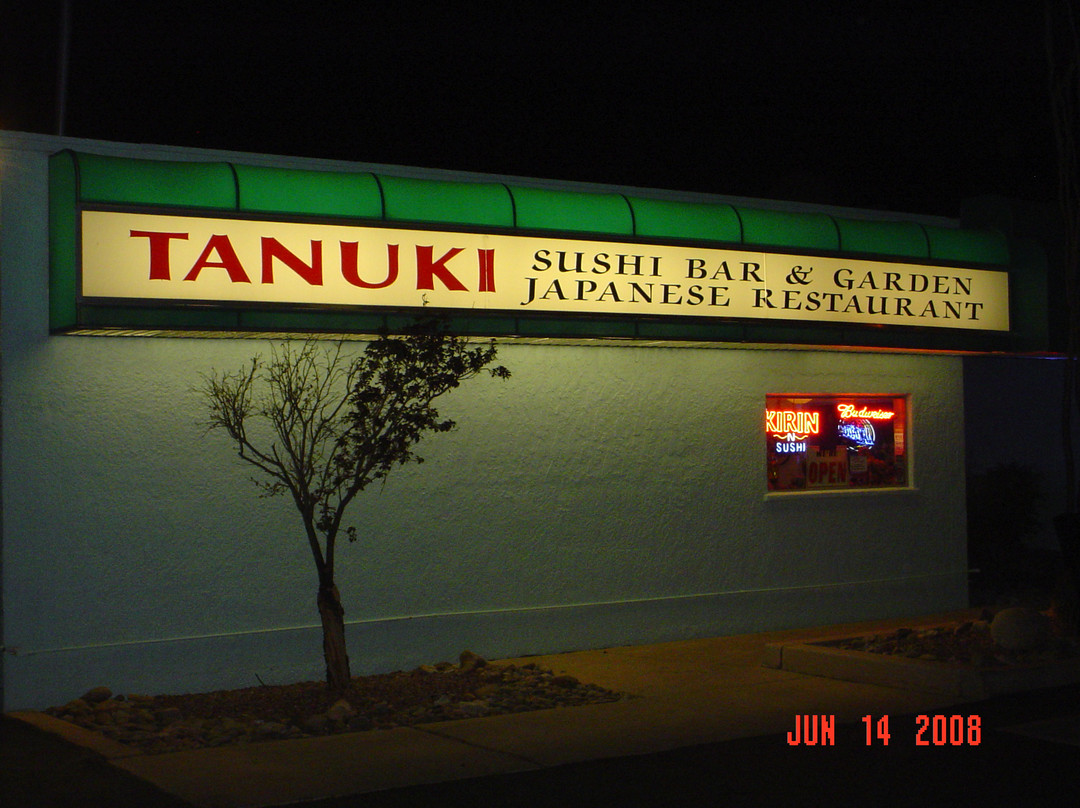 TANUKI
SUSHI BAR & GARDEN
JAPANESE RESTAURANT
KIRIN
N
SUSHI
Budweiser
OPEN
JUN 14 2008